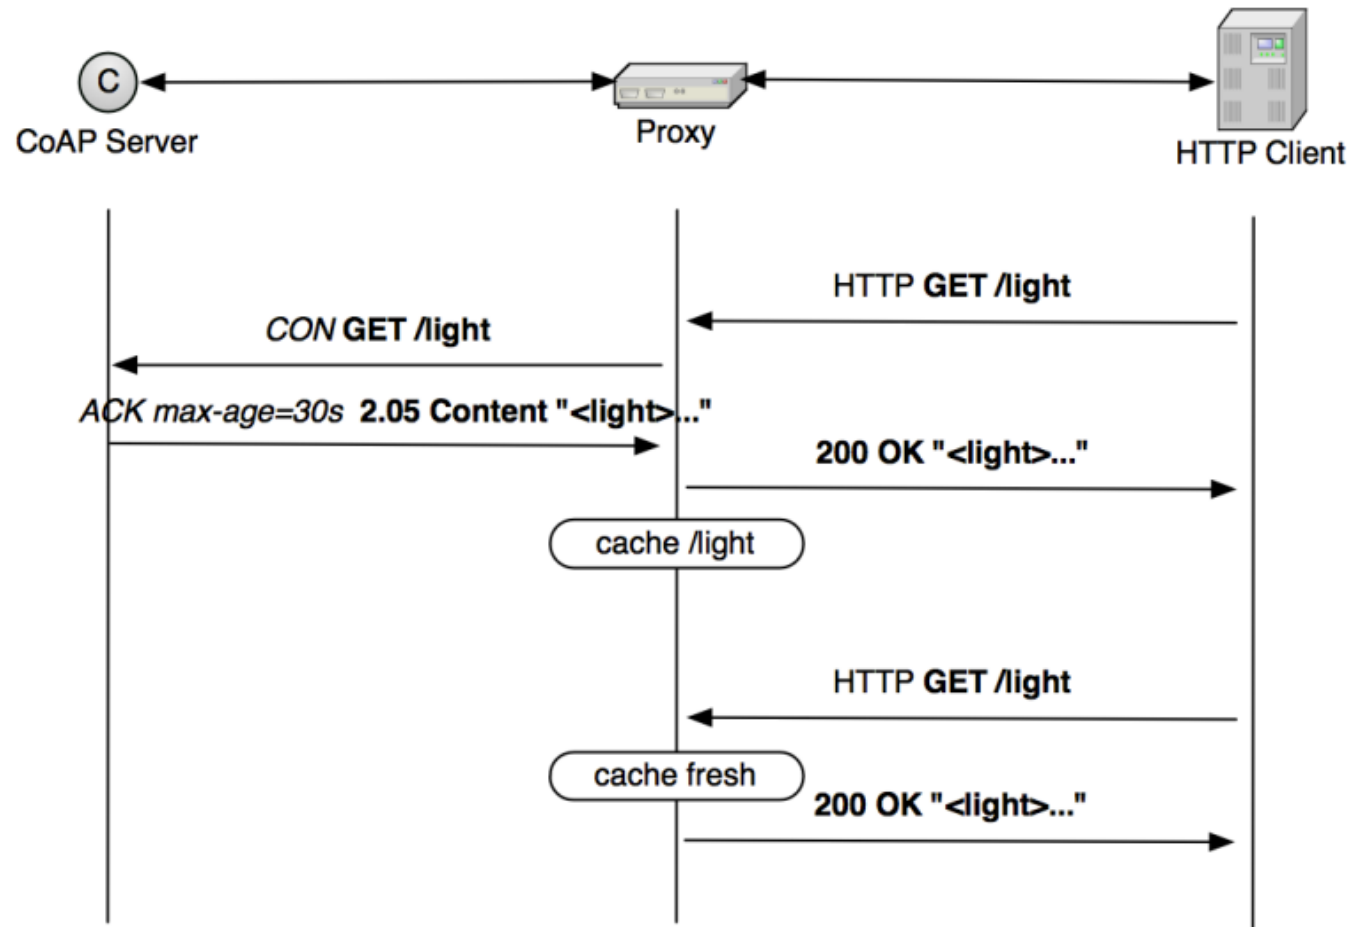 C
CoAP Server
Proxy
HTTP Client
HTTP GET /light
CON GET /light
ACK max-age=30s 2.05 Content "<light>..."
200 OK "<light>..."
cache /light
HTTP GET /light
cache fresh
200 OK "<light>..."